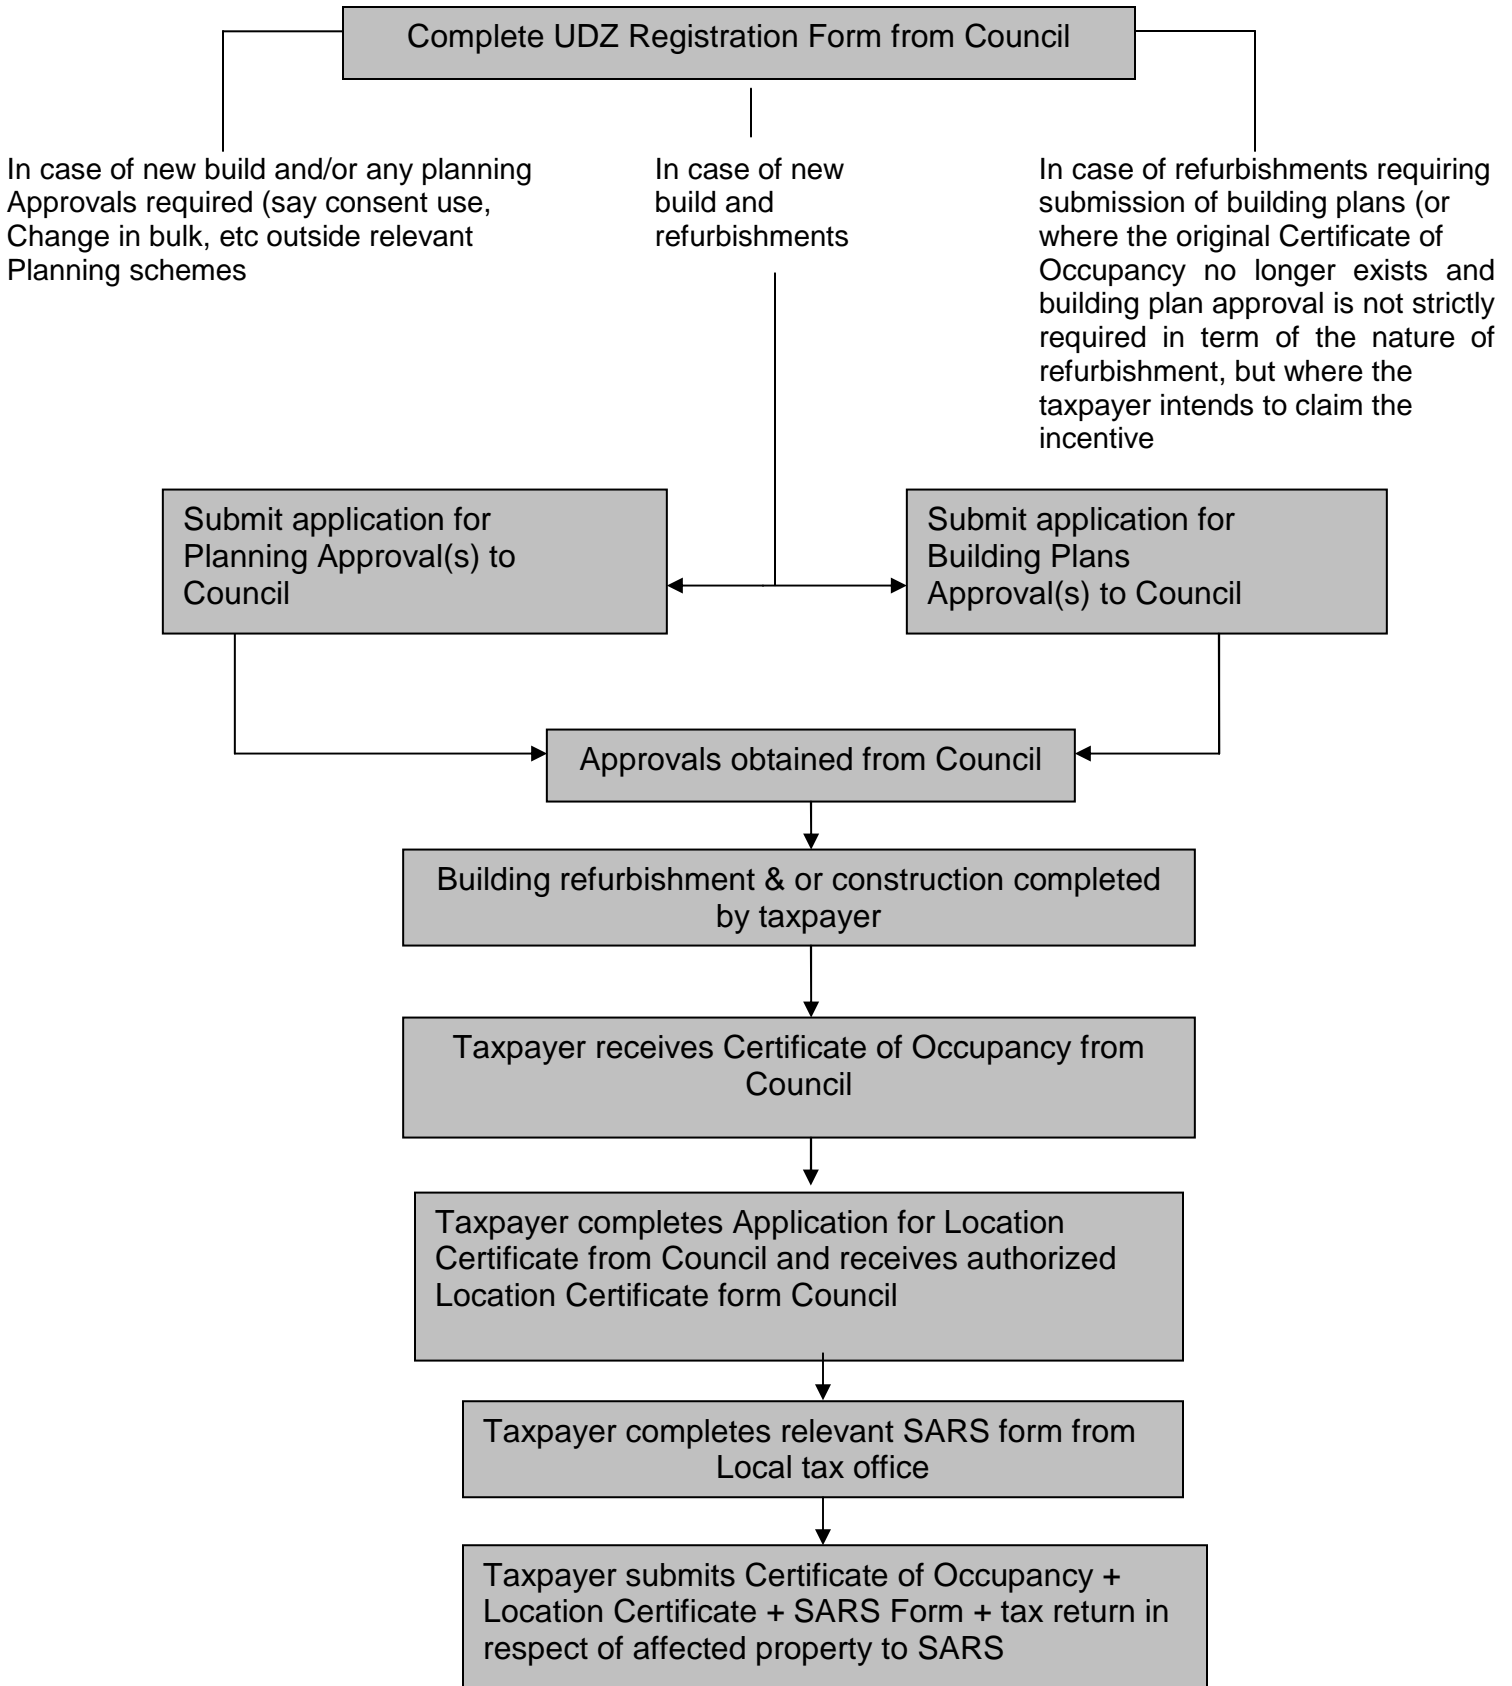 Complete UDZ Registration Form from Council
In case of new build and/or any planning
Approvals required (say consent use,
Change in bulk, etc outside relevant
Planning schemes
In case of new
build and
refurbishments
In case of refurbishments requiring
submission of building plans (or
where the original Certificate of
Occupancy no longer exists and
building plan approval is not strictly
required in term of the nature of
refurbishment, but where the
taxpayer intends to claim the
incentive
Submit application for
Planning Approval(s) to
Council
Submit application for
Building Plans
Approval(s) to Council
Approvals obtained from Council
Building refurbishment & or construction completed
by taxpayer
Taxpayer receives Certificate of Occupancy from
Council
Taxpayer completes Application for Location
Certificate from Council and receives authorized
Location Certificate form Council
Taxpayer completes relevant SARS form from
Local tax office
Taxpayer submits Certificate of Occupancy +
Location Certificate + SARS Form + tax return in
respect of affected property to SARS